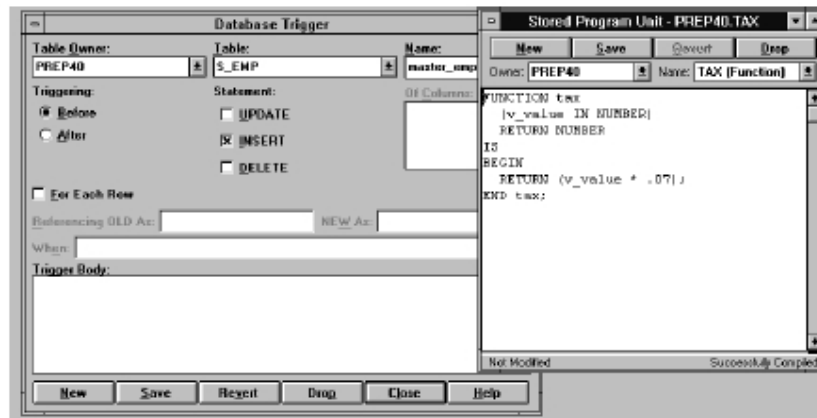 Database Trigger
Table Owner:
Table:
Name:
PREP40
S_EMP
master_emp
Triggering:
Statement:
Of Columns:
Before
UPDATE
After
INSERT
DELETE
For Each Row
Referencing OLD As:
NEW As:
When:
Trigger Body:
New
Save
Revert
Drop
Close
Help
Stored Program Unit - PREP40.TAX
New
Save
Revert
Drop
Owner:
PREP40
Name:
TAX (Function)
FUNCTION tax
(v_value IN NUMBER)
RETURN NUMBER
IS
BEGIN
RETURN (v_value * .07);
END tax;
Not Modified
Successfully Compiled